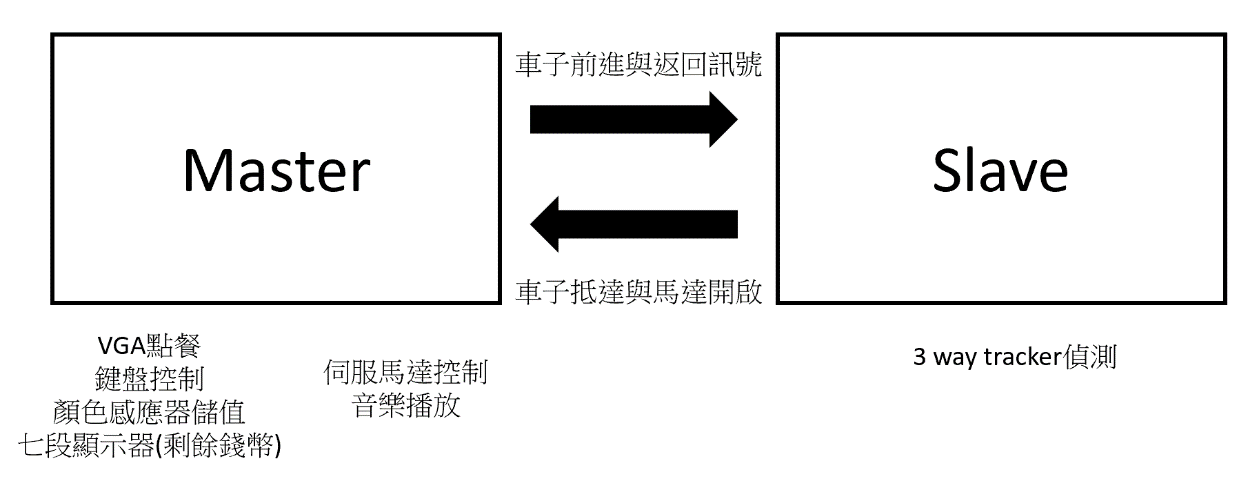 車子前進與返回訊號
Master
Slave
車子抵達與馬達開啟
VGA點餐
鍵盤控制
顏色感應器儲值
七段顯示器(剩餘錢幣)
伺服馬達控制
音樂播放
3 way tracker偵測